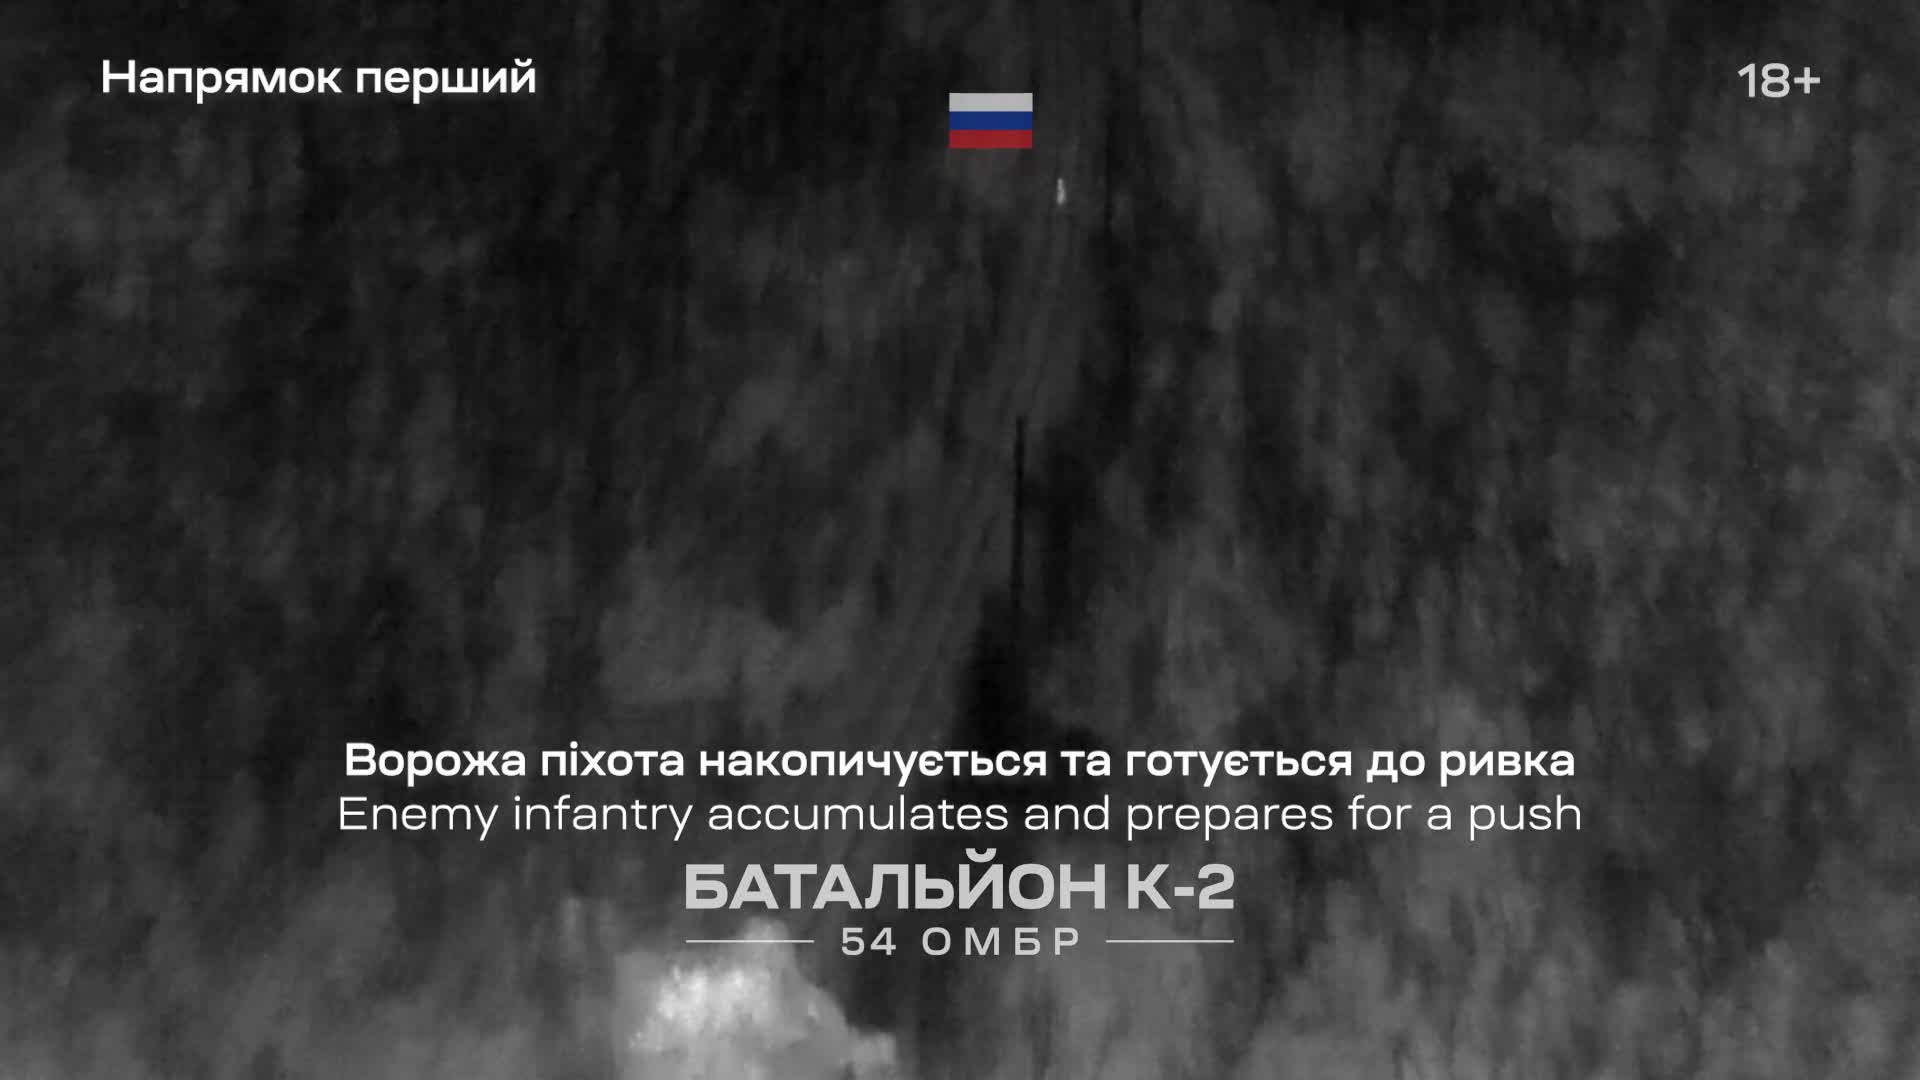 Напрямок перший
18+
Ворожа піхота накопичується та готується до ривка
Enemy infantry accumulates and prepares for a push
БАТАЛЬЙОН К-2
54 ОМБР